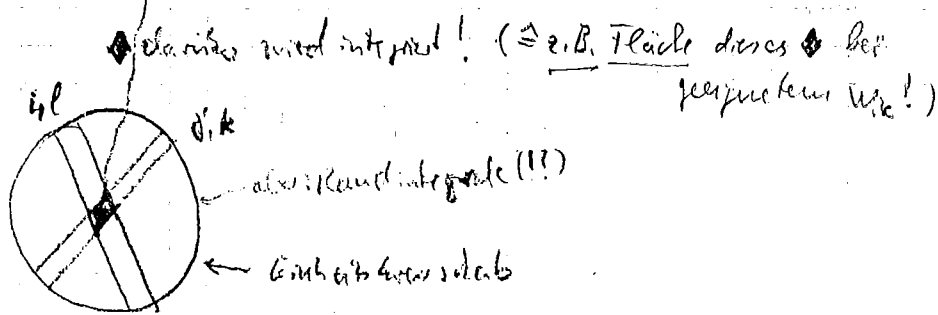 ♦ darüber wird integriert! (≙ z.B. Fläche dieses ♦ bei
geeignetem w_ik!)
i,l
j,k
also: Randintegrale (!!)
Einheitskreisscheibe